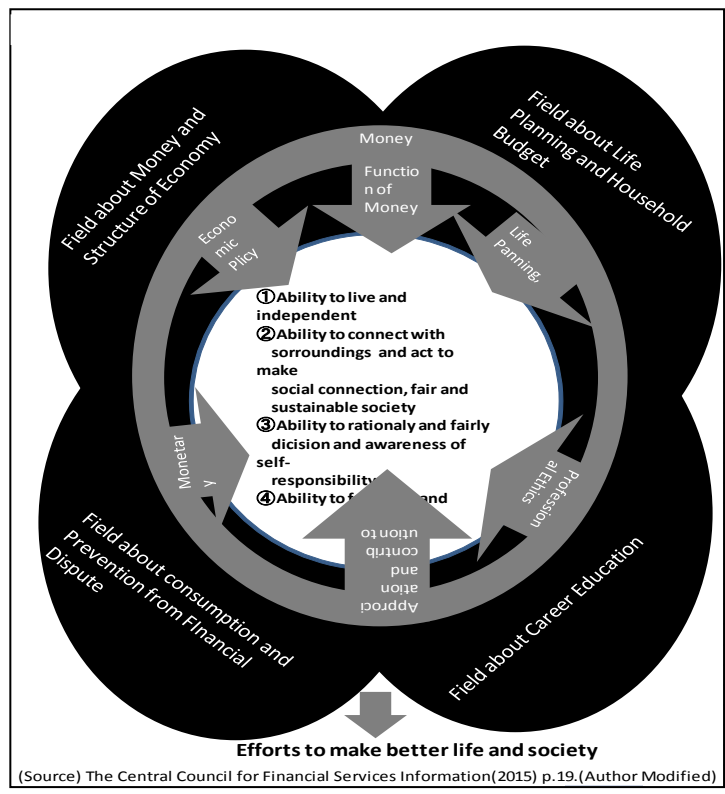 Field about Money and
Structure of Economy
Field about Life
Planning and Household
Budget
Money
Functio
n of
Money
Econo
mic
Plicy
Life
Panning,
①Ability to live and
independent
②Ability to connect with
sorroundings and act to
make
social connection, fair and
sustainable society
③Ability to rationaly and fairly
dicision and awareness of
self-
responsibility
④Ability to f and
Monetar
y
Profession
al Ethics
Approci
ation
and
contrib
ution to
Field about consumption and
Prevention from FInancial
Dispute
Field about Career Education
Efforts to make better life and society
(Source) The Central Council for Financial Services Information(2015) p.19.(Author Modified)